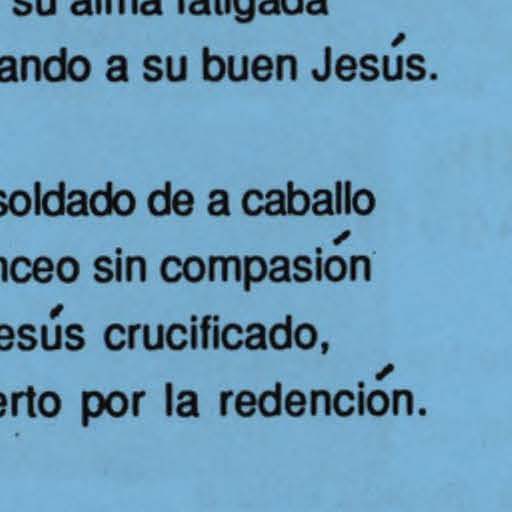 su alma fatigada
ando a su buen Jesús.
soldado de a caballo
nceo sin compasión
esús crucificado,
erto por la redención.